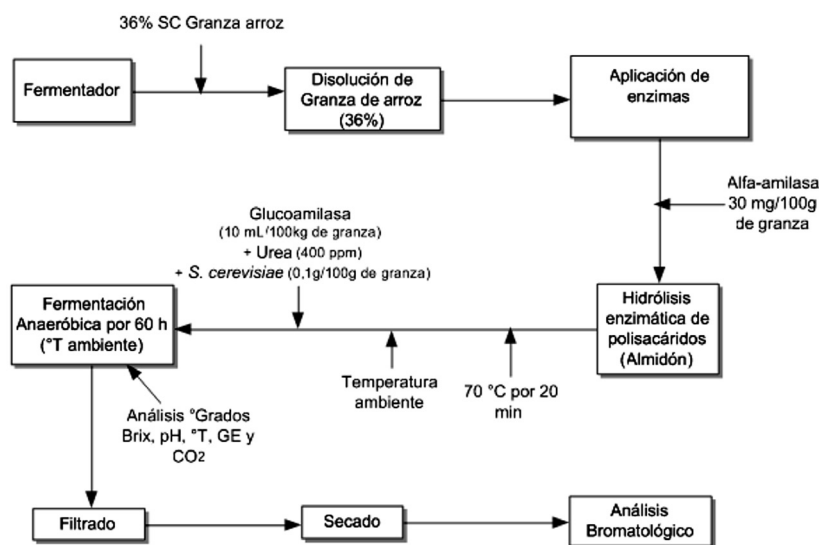 36% SC Granza arroz
Fermentador
Disolución de
Granza de arroz
(36%)
Aplicación de
enzimas
Alfa-amilasa
30 mg/100g
de granza
Hidrólisis
enzimática de
polisacáridos
(Almidón)
70 °C por 20
min
Temperatura
ambiente
Glucoamilasa
(10 mL/100kg de granza)
+ Urea (400 ppm)
+ S. cerevisiae (0,1g/100g de granza)
Fermentación
Anaeróbica por 60 h
(°T ambiente)
Análisis °Grados
Brix, pH, °T, GE y
CO2
Filtrado
Secado
Análisis
Bromatológico